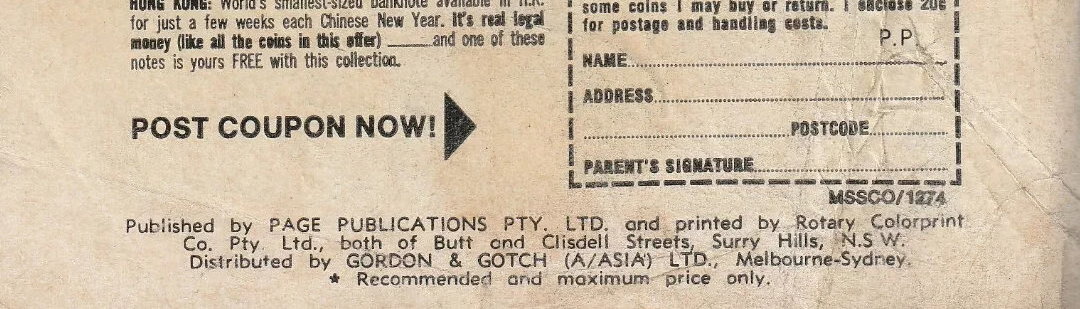 HONG KONG: World's smallest-sized banknote available in H.K.
for just a few weeks each Chinese New Year. It's real legal
money (like all the coins in this offer) ____and one of these
notes is yours FREE with this collection.
POST COUPON NOW!
some coins I may buy or return. I enclose 20¢
for postage and handling costs.
P.P
NAME
ADDRESS
POSTCODE
PARENT'S SIGNATURE
MSSCO/1274
Published by PAGE PUBLICATIONS PTY. LTD. and printed by Rotary Colorprint
Co. Pty. Ltd., both of Butt and Clisdell Streets, Surry Hills, N.S.W.
Distributed by GORDON & GOTCH (A/ASIA) LTD., Melbourne-Sydney.
* Recommended and maximum price only.